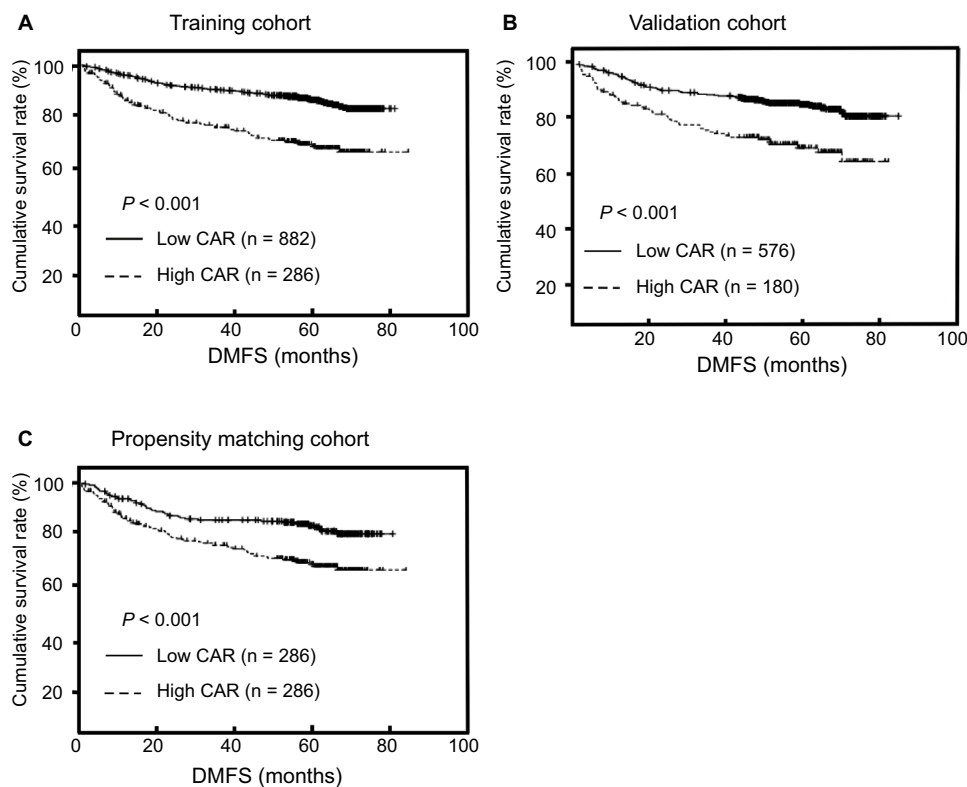 A Training cohort
Cumulative survival rate (%)
100
80
60
40
20
P < 0.001
Low CAR (n = 882)
High CAR (n = 286)
0 20 40 60 80 100
DMFS (months)
B Validation cohort
Cumulative survival rate (%)
100
80
60
40
20
P < 0.001
Low CAR (n = 576)
High CAR (n = 180)
0 20 40 60 80 100
DMFS (months)
C Propensity matching cohort
Cumulative survival rate (%)
100
80
60
40
20
P < 0.001
Low CAR (n = 286)
High CAR (n = 286)
0 20 40 60 80 100
DMFS (months)